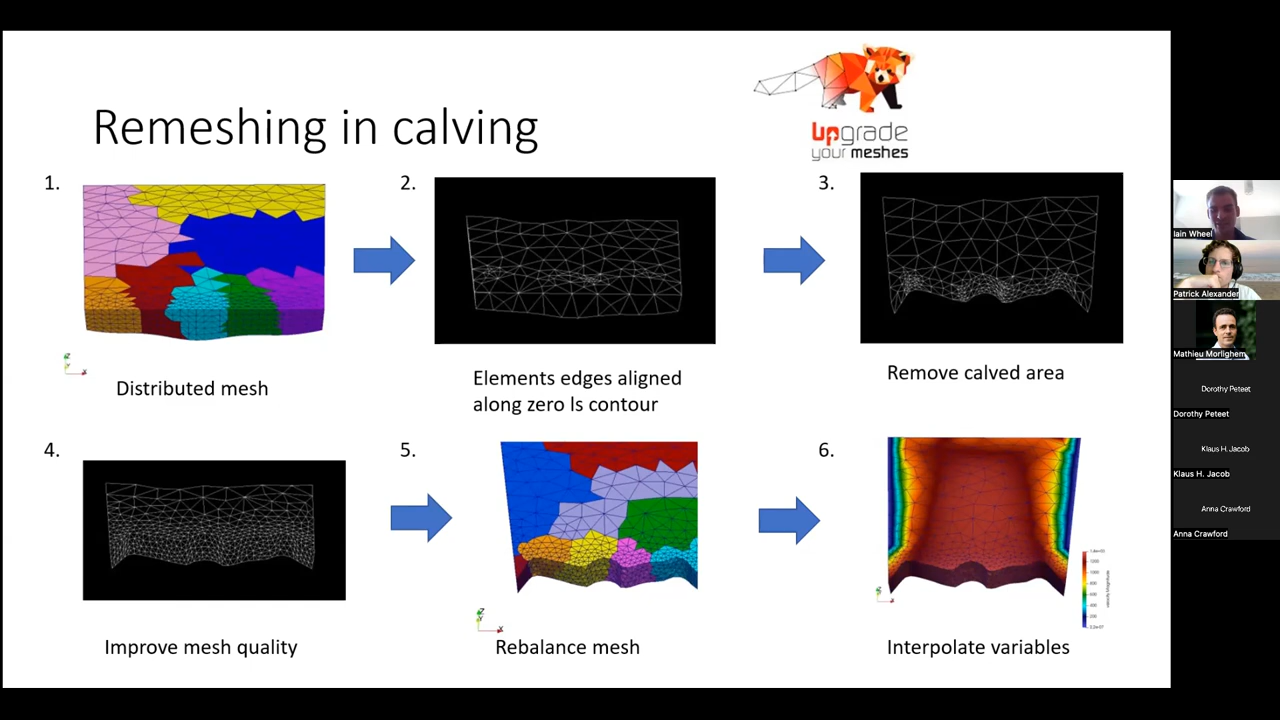 Remeshing in calving
Upgrade
your meshes
1.
2.
3.
Distributed mesh
Elements edges aligned
along zero ls contour
Remove calved area
4.
5.
6.
Improve mesh quality
Rebalance mesh
Interpolate variables
Iain Wheel
Patrick Alexander
Mathieu Morlighem
Dorothy Peteet
Dorothy Peteet
Klaus H. Jacob
Klaus H. Jacob
Anna Crawford
Anna Crawford